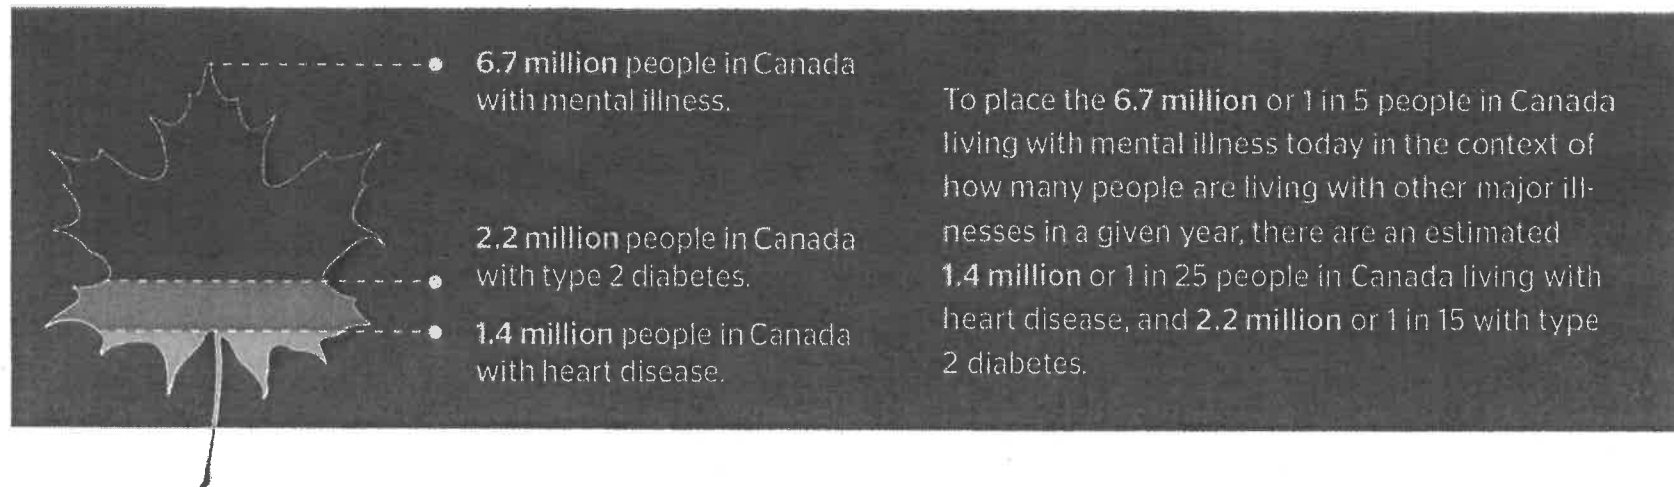 6.7 million people in Canada
with mental illness.
2.2 million people in Canada
with type 2 diabetes.
1.4 million people in Canada
with heart disease.
To place the 6.7 million or 1 in 5 people in Canada
living with mental illness today in the context of
how many people are living with other major ill-
nesses in a given year, there are an estimated
1.4 million or 1 in 25 people in Canada living with
heart disease, and 2.2 million or 1 in 15 with type
2 diabetes.